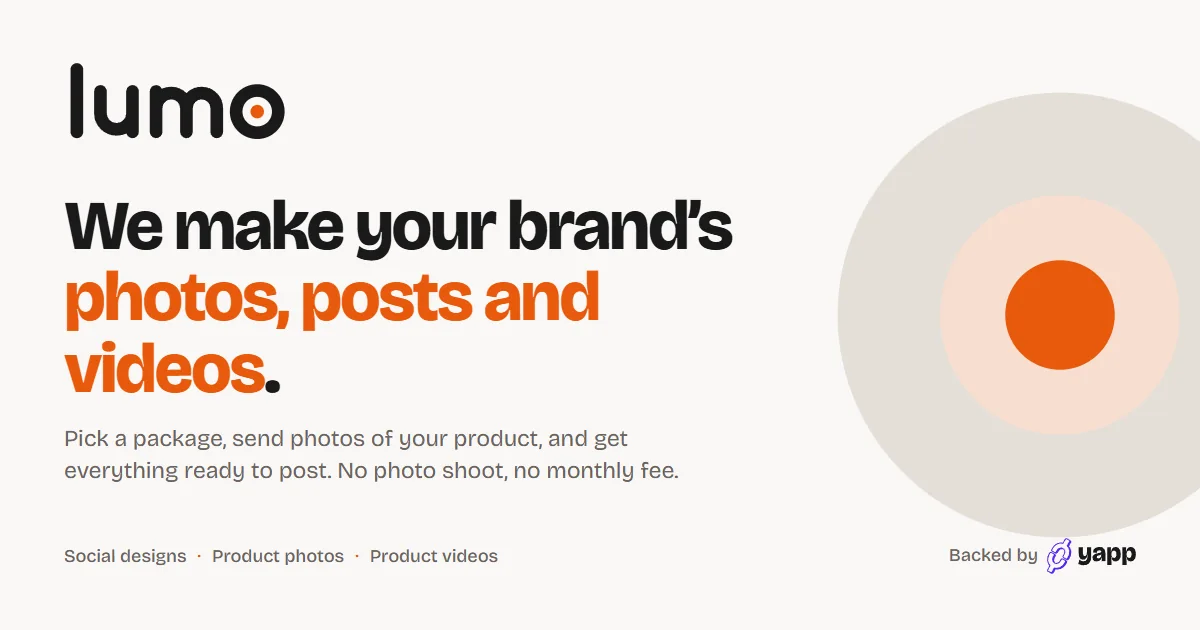 lumo
We make your brand’s
photos, posts and
videos.
Pick a package, send photos of your product, and get
everything ready to post. No photo shoot, no monthly fee.
Social designs · Product photos · Product videos
Backed by yapp